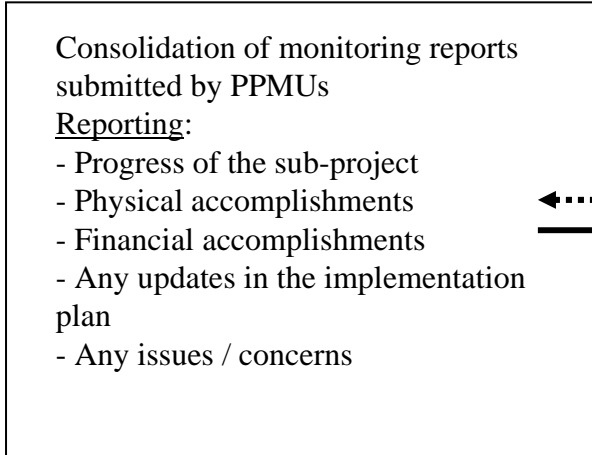 Consolidation of monitoring reports
submitted by PPMUs
Reporting:
- Progress of the sub-project
- Physical accomplishments
- Financial accomplishments
- Any updates in the implementation
plan
- Any issues / concerns